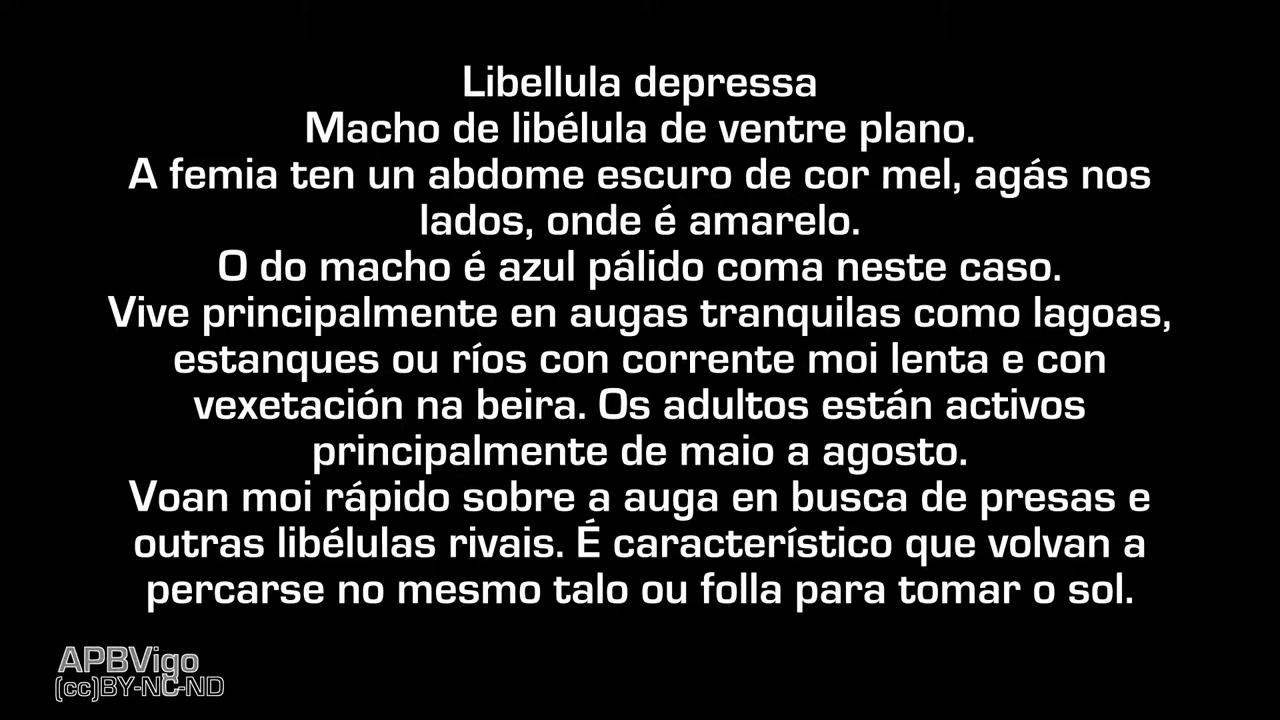 Libellula depressa
Macho de libélula de ventre plano.
A femia ten un abdome escuro de cor mel, agás nos
lados, onde é amarelo.
O do macho é azul pálido coma neste caso.
Vive principalmente en augas tranquilas como lagoas,
estanques ou ríos con corrente moi lenta e con
vexetación na beira. Os adultos están activos
principalmente de maio a agosto.
Voan moi rápido sobre a auga en busca de presas e
outras libélulas rivais. É característico que volvan a
percarse no mesmo talo ou folla para tomar o sol.
APBVigo
(cc)BY-NC-ND